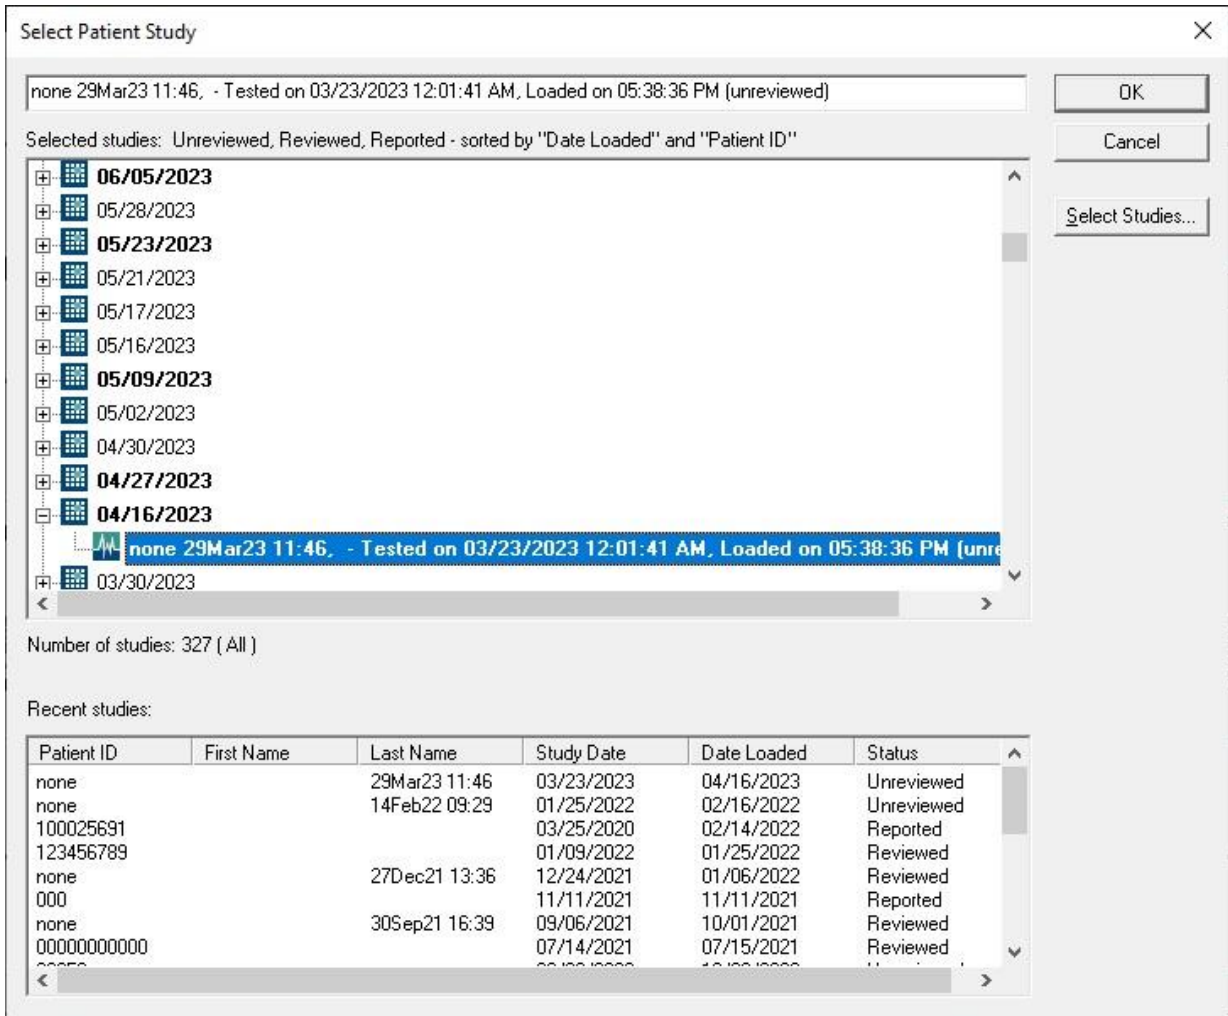 Select Patient Study
none 29Mar23 11:46,  - Tested on 03/23/2023 12:01:41 AM, Loaded on 05:38:36 PM (unreviewed)
OK
Selected studies:  Unreviewed, Reviewed, Reported - sorted by "Date Loaded" and "Patient ID"
Cancel
06/05/2023
05/28/2023
Select Studies...
05/23/2023
05/21/2023
05/17/2023
05/16/2023
05/09/2023
05/02/2023
04/30/2023
04/27/2023
04/16/2023
none 29Mar23 11:46,  - Tested on 03/23/2023 12:01:41 AM, Loaded on 05:38:36 PM (unre
03/30/2023
Number of studies: 327 ( All )
Recent studies:
Patient ID First Name Last Name Study Date Date Loaded Status
none 29Mar23 11:46 03/23/2023 04/16/2023 Unreviewed
none 14Feb22 09:29 01/25/2022 02/16/2022 Unreviewed
100025691 03/25/2020 02/14/2022 Reported
123456789 01/09/2022 01/25/2022 Reviewed
none 27Dec21 13:36 12/24/2021 01/06/2022 Reviewed
000 11/11/2021 11/11/2021 Reported
none 30Sep21 16:39 09/06/2021 10/01/2021 Reviewed
00000000000 07/14/2021 07/15/2021 Reviewed